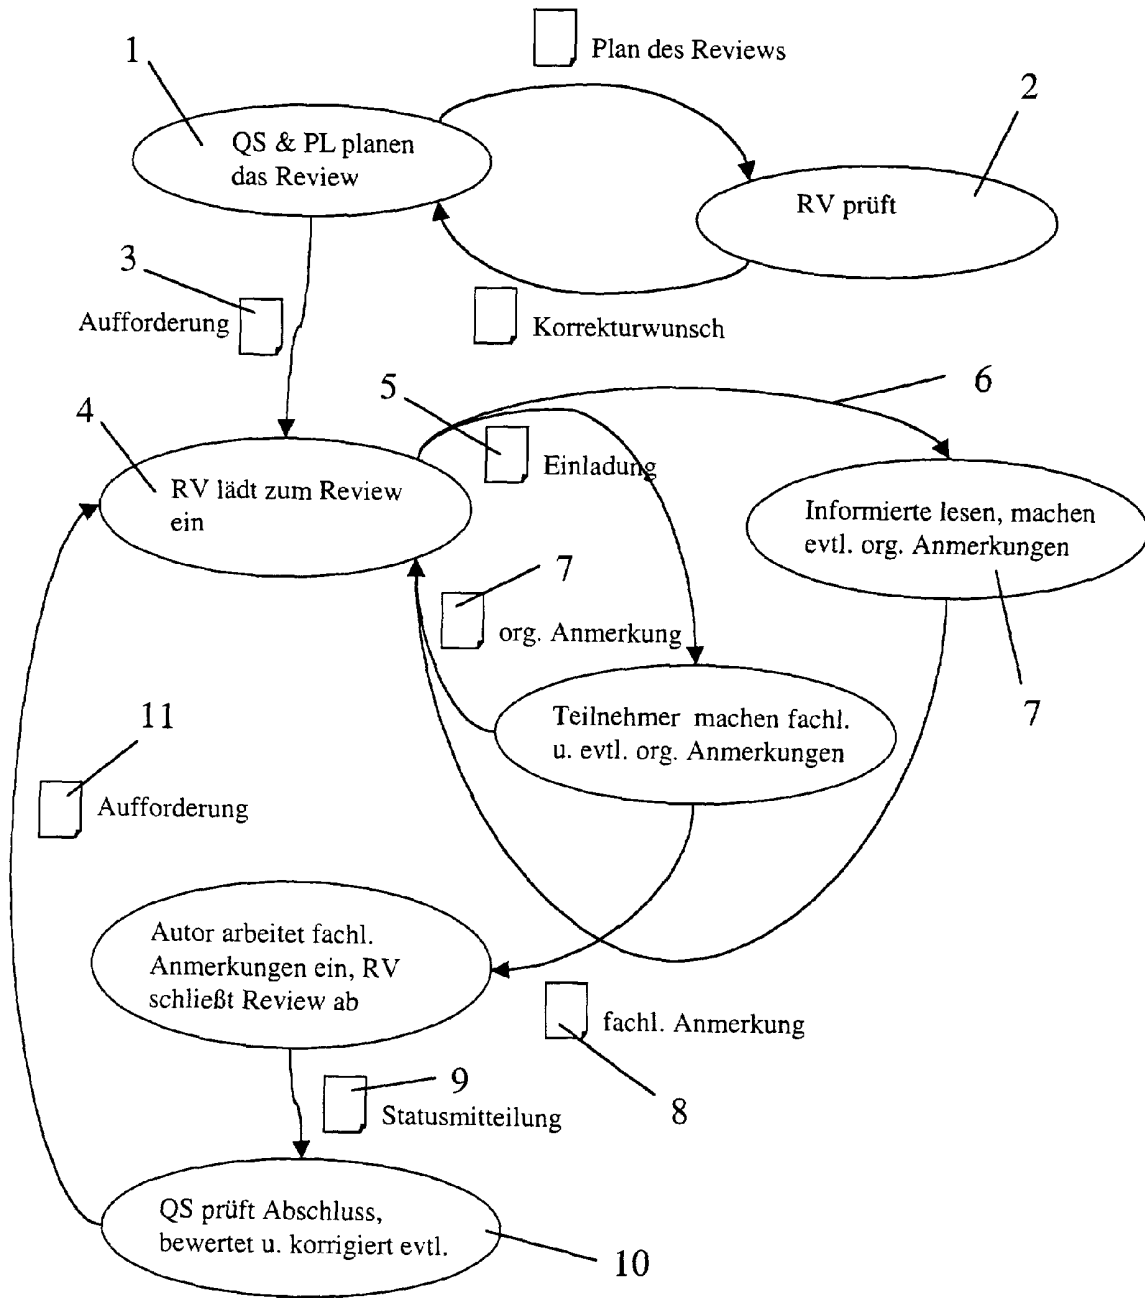 1
Plan des Reviews
2
QS & PL planen
das Review
RV prüft
3
Aufforderung
Korrekturwunsch
4
5
6
Einladung
RV lädt zum Review
ein
Informierte lesen, machen
evtl. org. Anmerkungen
7
org. Anmerkung
7
Teilnehmer machen fachl.
u. evtl. org. Anmerkungen
11
Aufforderung
Autor arbeitet fachl.
Anmerkungen ein, RV
schließt Review ab
fachl. Anmerkung
8
9
Statusmitteilung
QS prüft Abschluss,
bewertet u. korrigiert evtl.
10